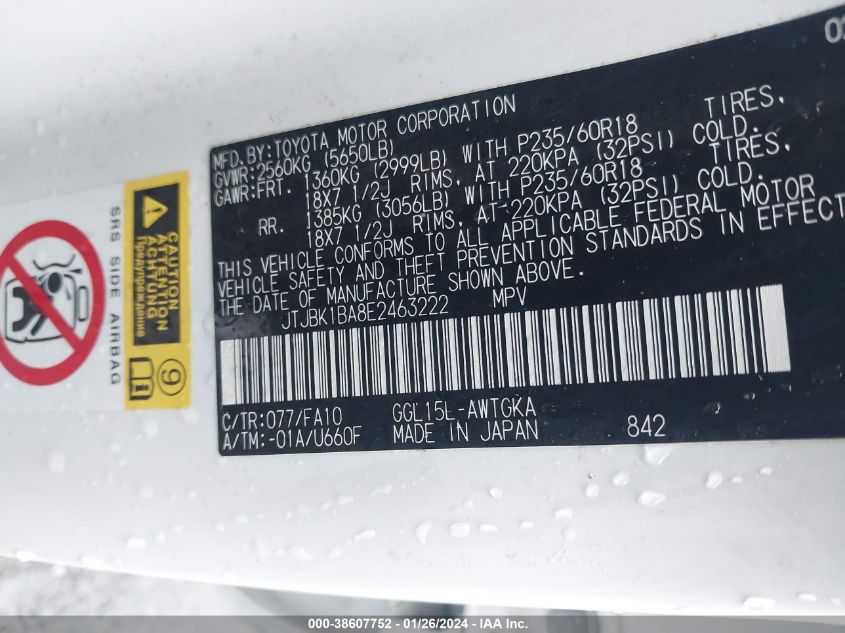 02
MFD.BY:TOYOTA MOTOR CORPORATION
GVWR:2560KG (5650LB)
GAWR:FRT. 1360KG (2999LB) WITH P235/60R18 TIRES,
18X7 1/2J RIMS, AT 220KPA (32PSI) COLD.
RR. 1385KG (3056LB) WITH P235/60R18 TIRES,
18X7 1/2J RIMS, AT 220KPA (32PSI) COLD.
THIS VEHICLE CONFORMS TO ALL APPLICABLE FEDERAL MOTOR
VEHICLE SAFETY AND THEFT PREVENTION STANDARDS IN EFFECT
THE DATE OF MANUFACTURE SHOWN ABOVE.
JTJBK1BA8E2463222 MPV
C/TR:077/FA10 GGL15L-AWTGKA
A/TM:-01A/U660F MADE IN JAPAN 842
CAUTION
ATTENTION
ACHTUNG
Предупреждение
9
SRS SIDE AIRBAG
000-38607752 — 01/26/2024 — IAA Inc.